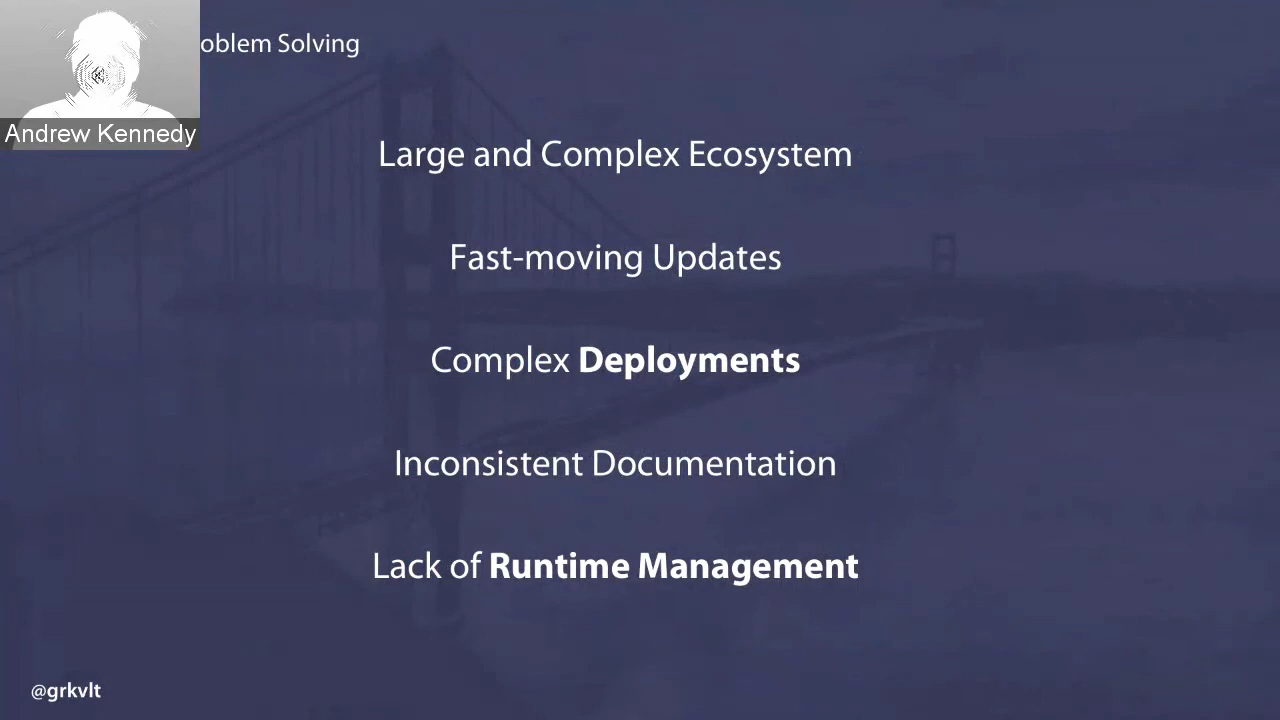 oblem Solving
Andrew Kennedy
Large and Complex Ecosystem
Fast-moving Updates
Complex Deployments
Inconsistent Documentation
Lack of Runtime Management
@grkvlt